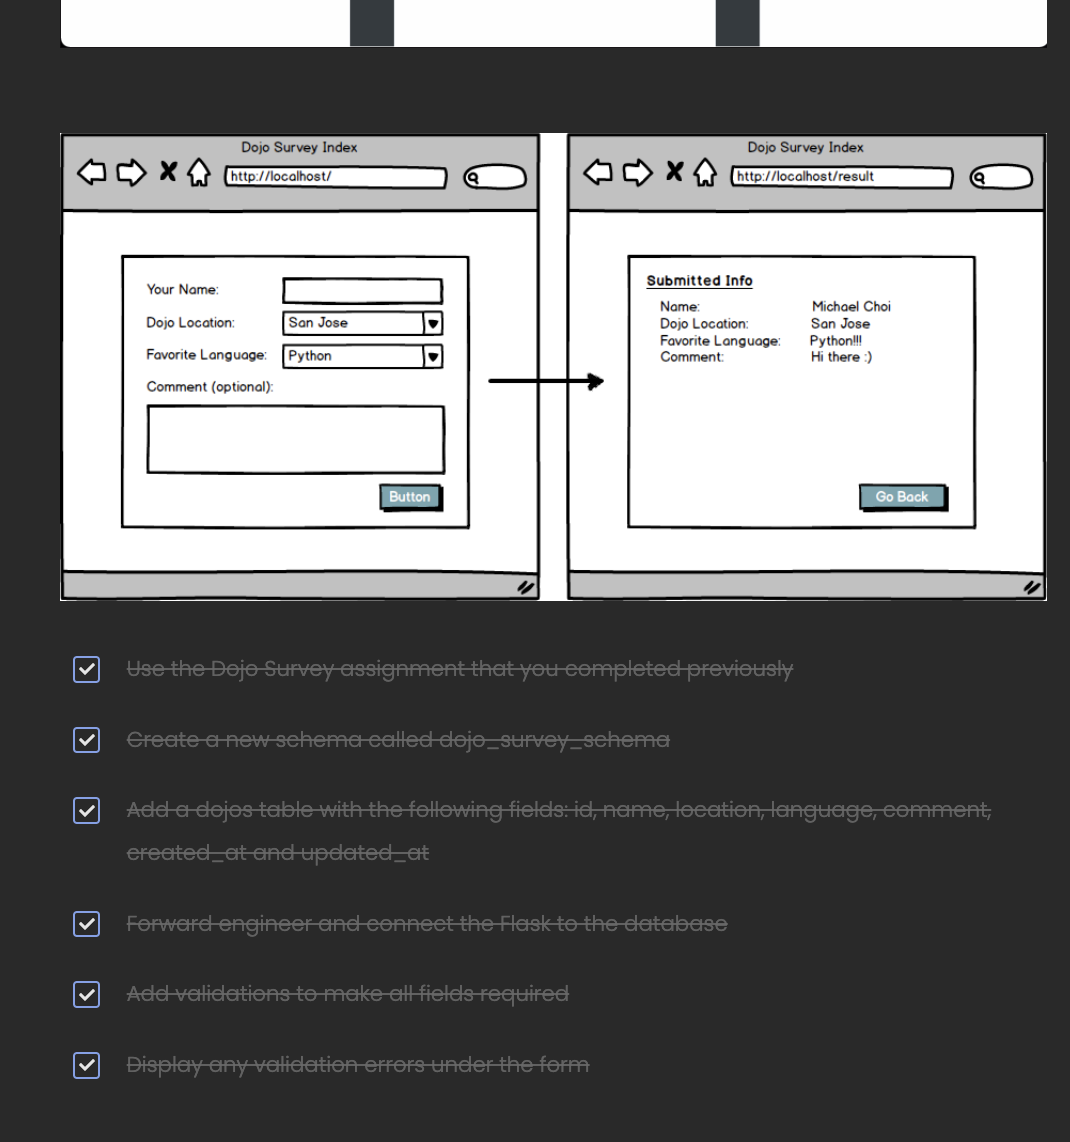 Dojo Survey Index
http://localhost/
Your Name:
Dojo Location:
San Jose
Favorite Language:
Python
Comment (optional):
Button
Dojo Survey Index
http://localhost/result
Submitted Info
Name:
Michael Choi
Dojo Location:
San Jose
Favorite Language:
Python!!!
Comment:
Hi there :)
Go Back
Use the Dojo Survey assignment that you completed previously
Create a new schema called dojo_survey_schema
Add a dojos table with the following fields: id, name, location, language, comment,
created_at and updated_at
Forward engineer and connect the Flask to the database
Add validations to make all fields required
Display any validation errors under the form